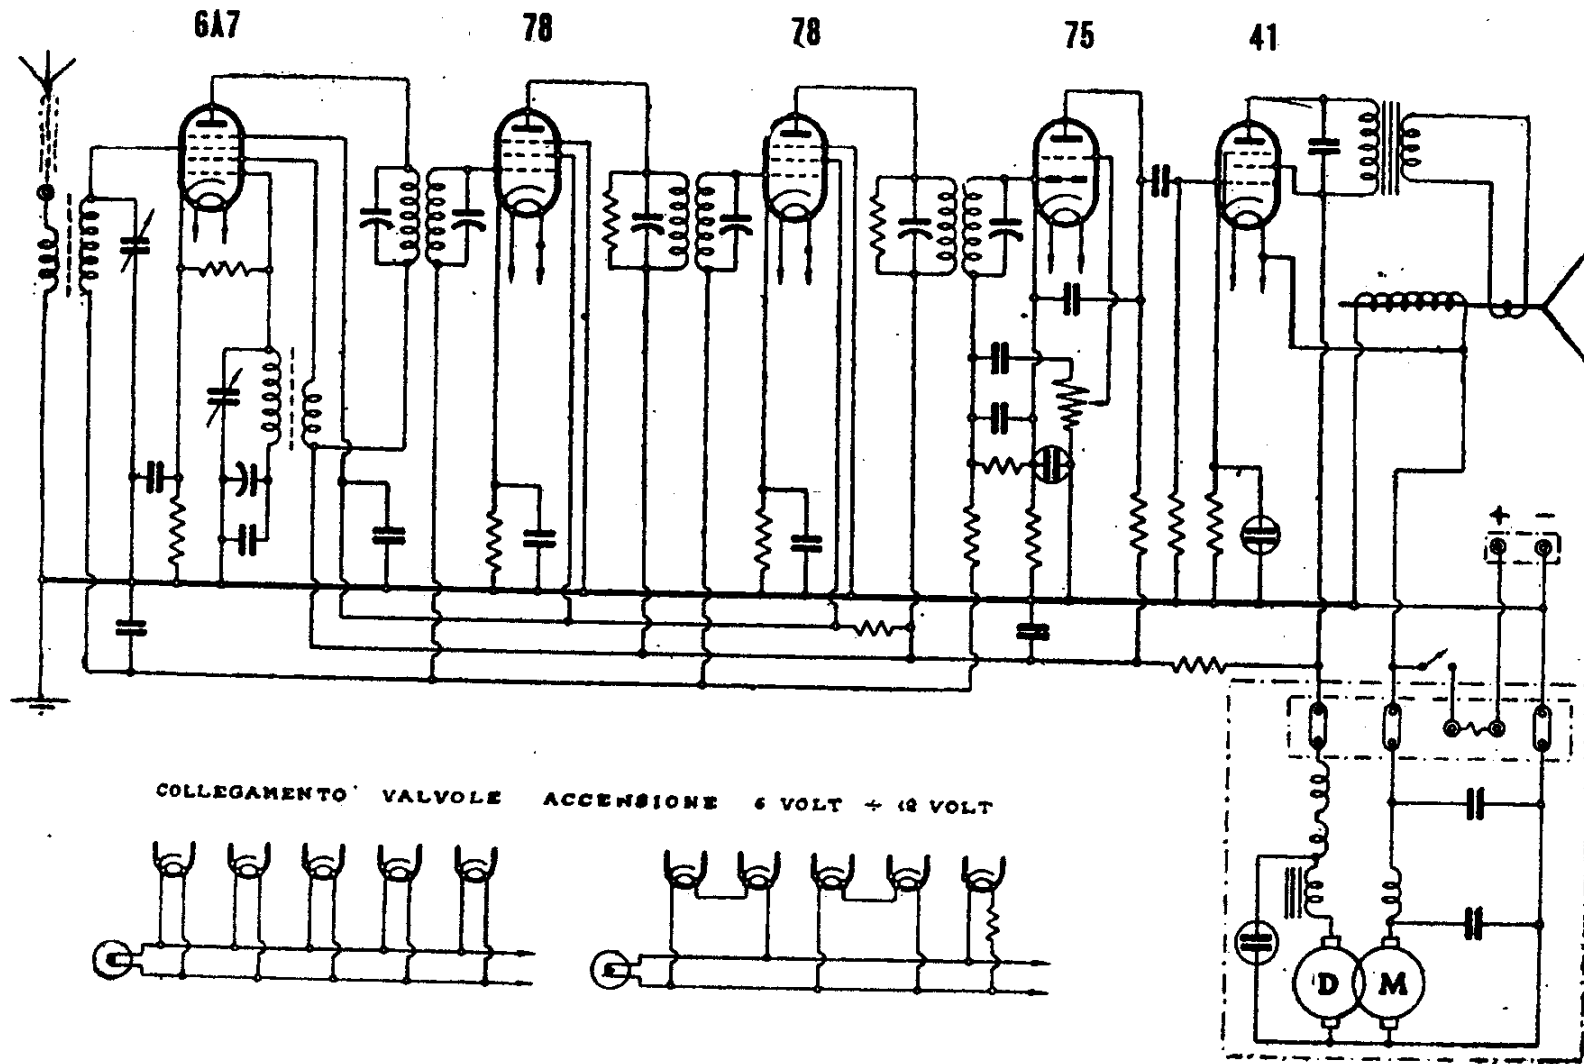 6A7 78 78 75 41
+ -
COLLEGAMENTO VALVOLE ACCENSIONE 6 VOLT ÷ 12 VOLT
D M